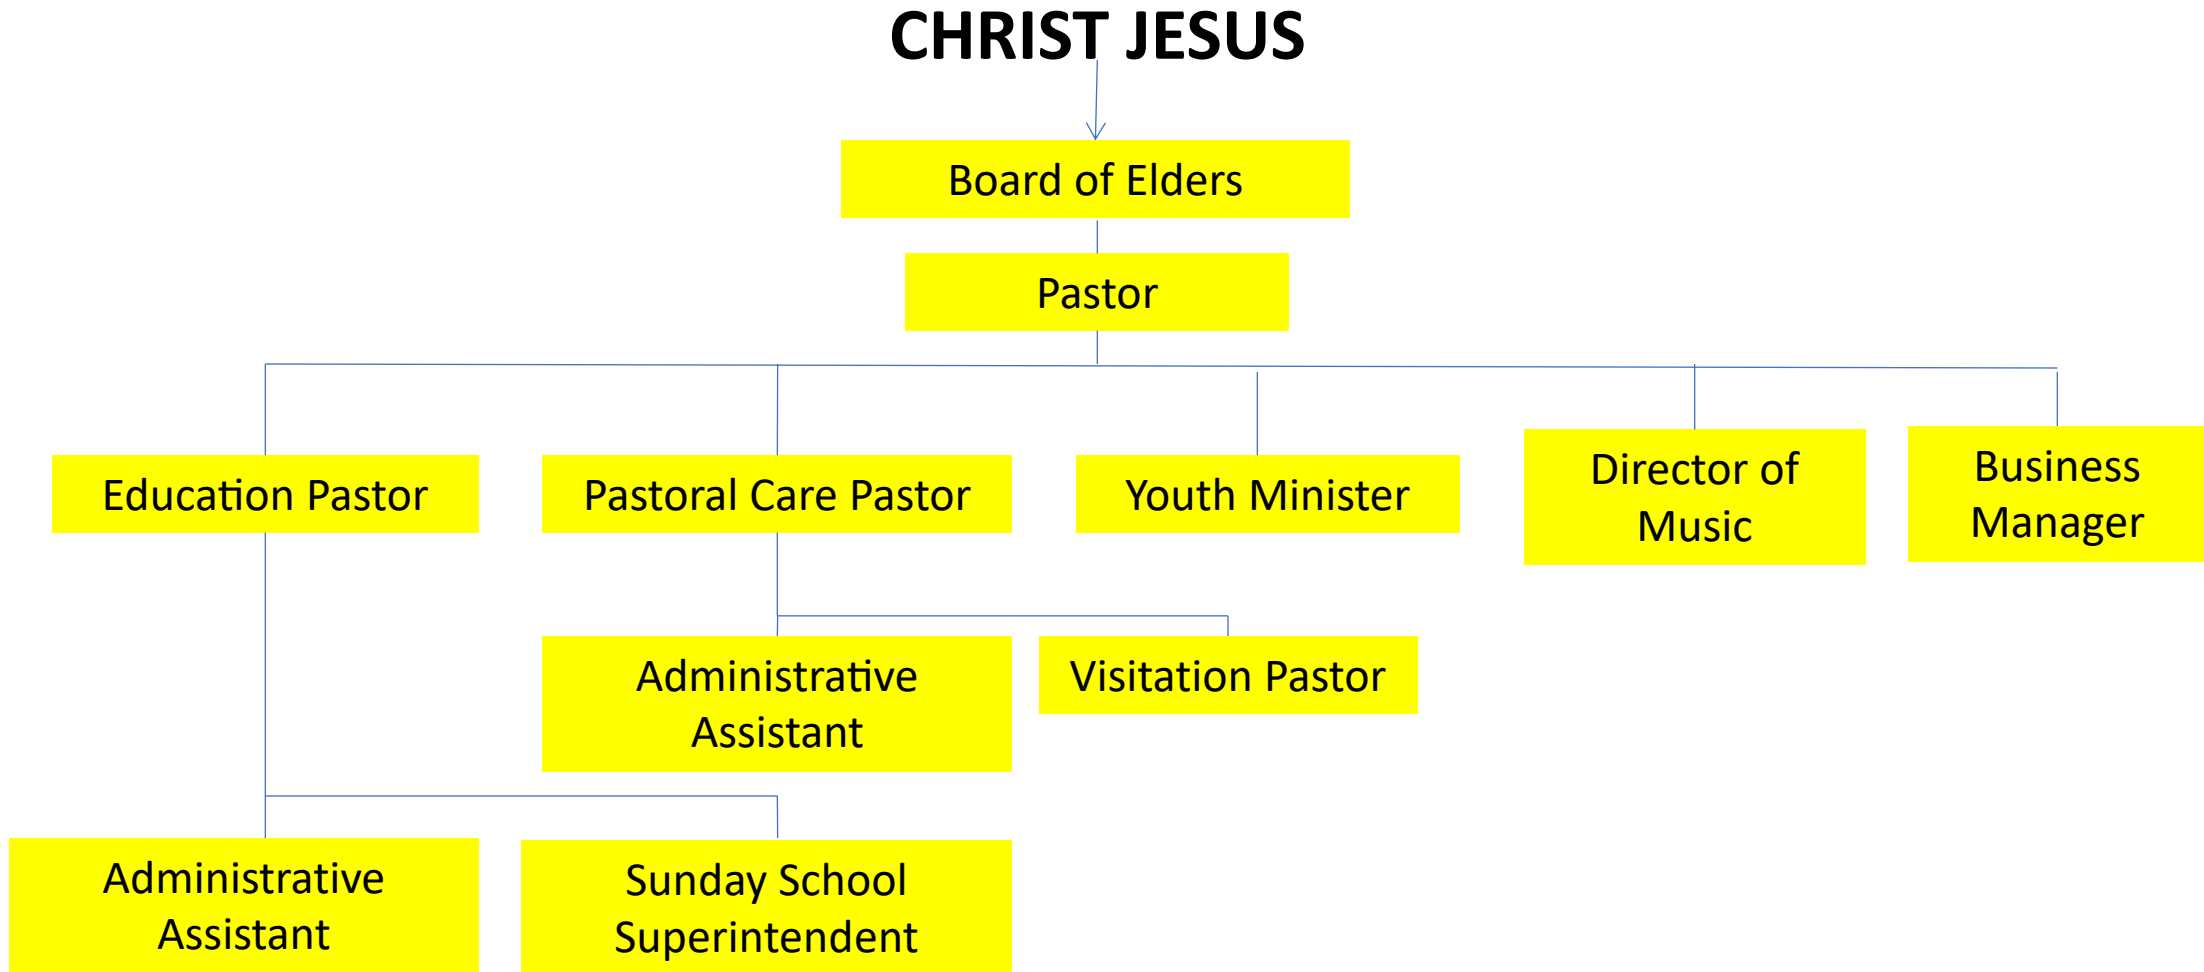 CHRIST JESUS
Board of Elders
Pastor
Education Pastor
Pastoral Care Pastor
Youth Minister
Director of
Music
Business
Manager
Administrative
Assistant
Visitation Pastor
Administrative
Assistant
Sunday School
Superintendent